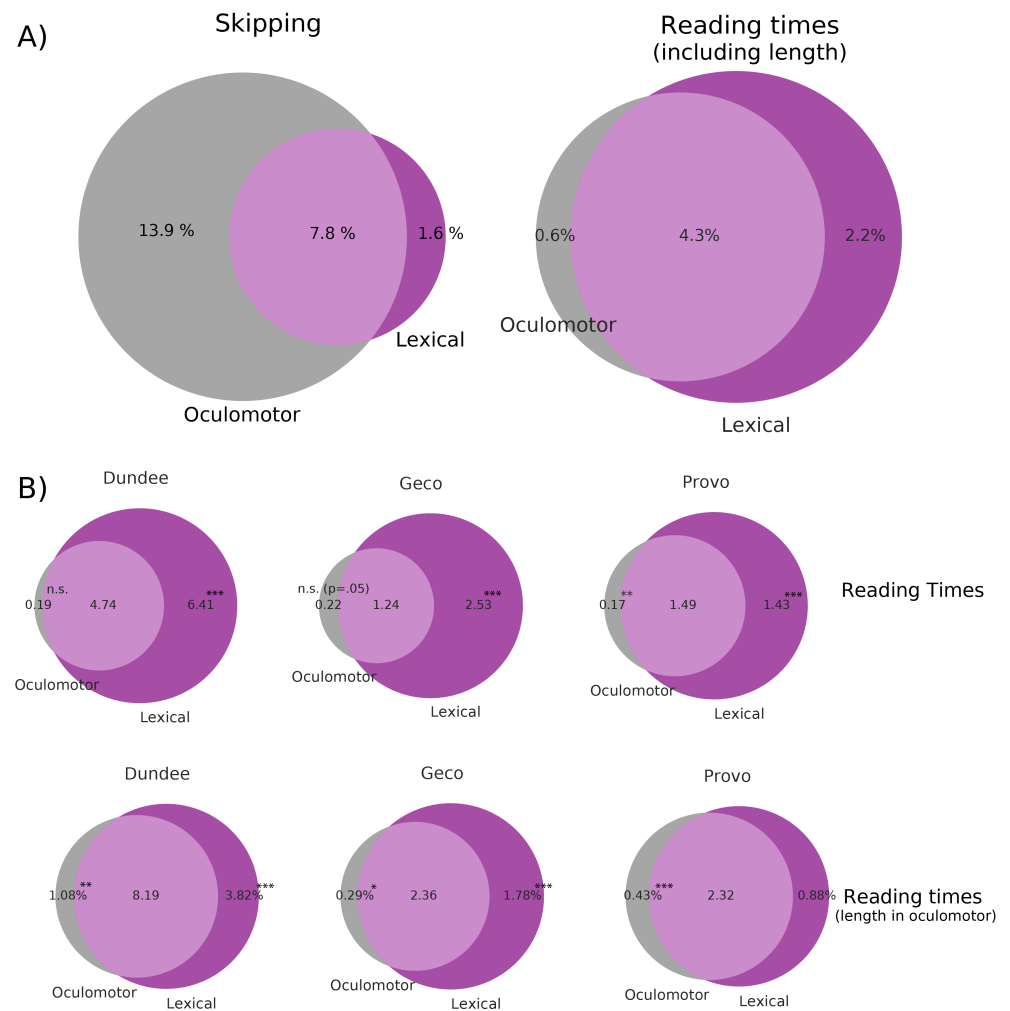 A)
Skipping
Reading times
(including length)
13.9 %
7.8 %
1.6 %
0.6%
4.3%
2.2%
Oculomotor
Lexical
Oculomotor
Lexical
B)
Dundee
Geco
Provo
n.s.
***
0.19
4.74
6.41
n.s. (p=.05)
***
0.22
1.24
2.53
**
***
0.17
1.49
1.43
Reading Times
Oculomotor
Lexical
Oculomotor
Lexical
Oculomotor
Lexical
Dundee
Geco
Provo
**
***
1.08%
8.19
3.82%
*
***
0.29%
2.36
1.78%
***
0.43%
2.32
0.88%
Reading times
(length in oculomotor)
Oculomotor
Lexical
Oculomotor
Lexical
Oculomotor
Lexical